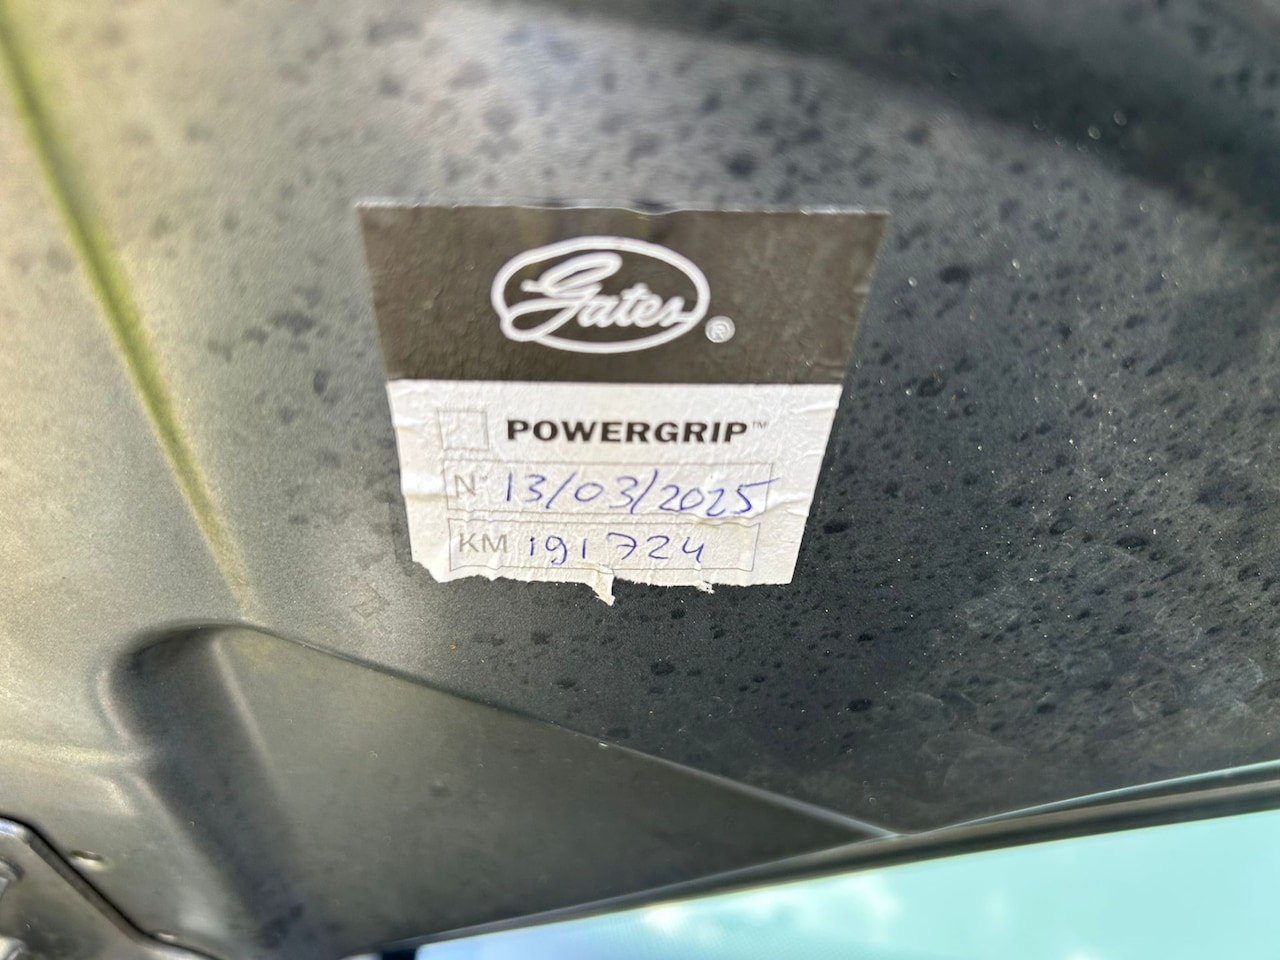 Gates ®
POWERGRIP™
N° 13/03/2025
KM 191724